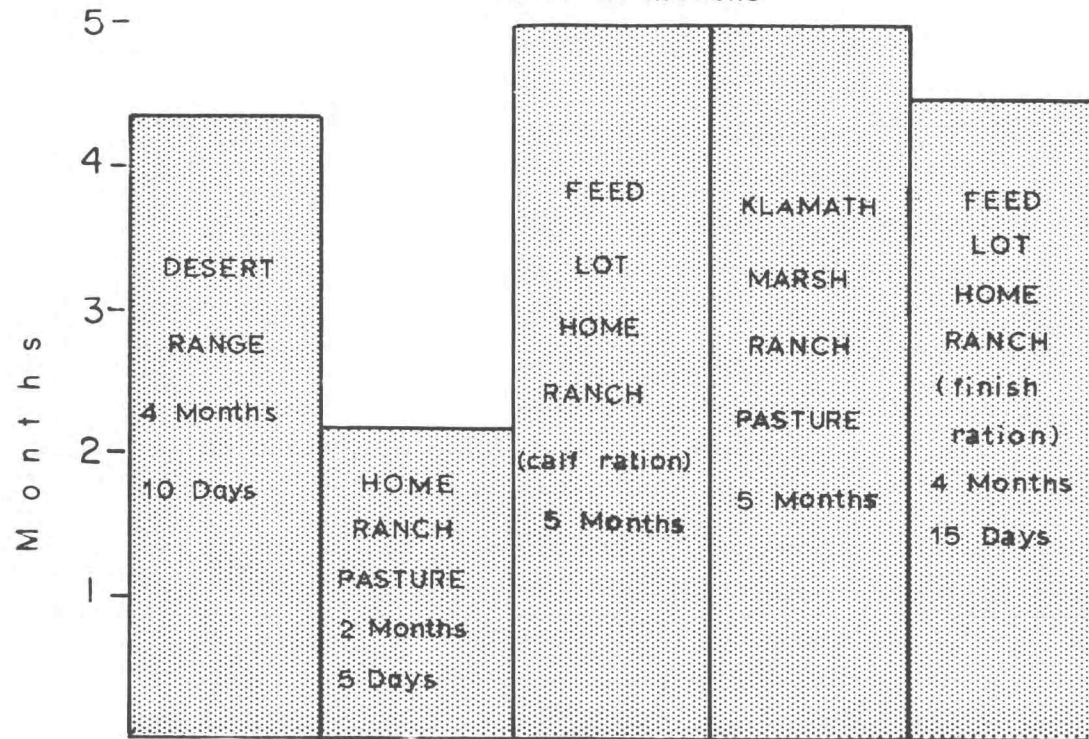 5
4
3
2
1
Months
DESERT
RANGE
4 Months
10 Days
HOME
RANCH
PASTURE
2 Months
5 Days
FEED
LOT
HOME
RANCH
(calf ration)
5 Months
KLAMATH
MARSH
RANCH
PASTURE
5 Months
FEED
LOT
HOME
RANCH
(finish
ration)
4 Months
15 Days